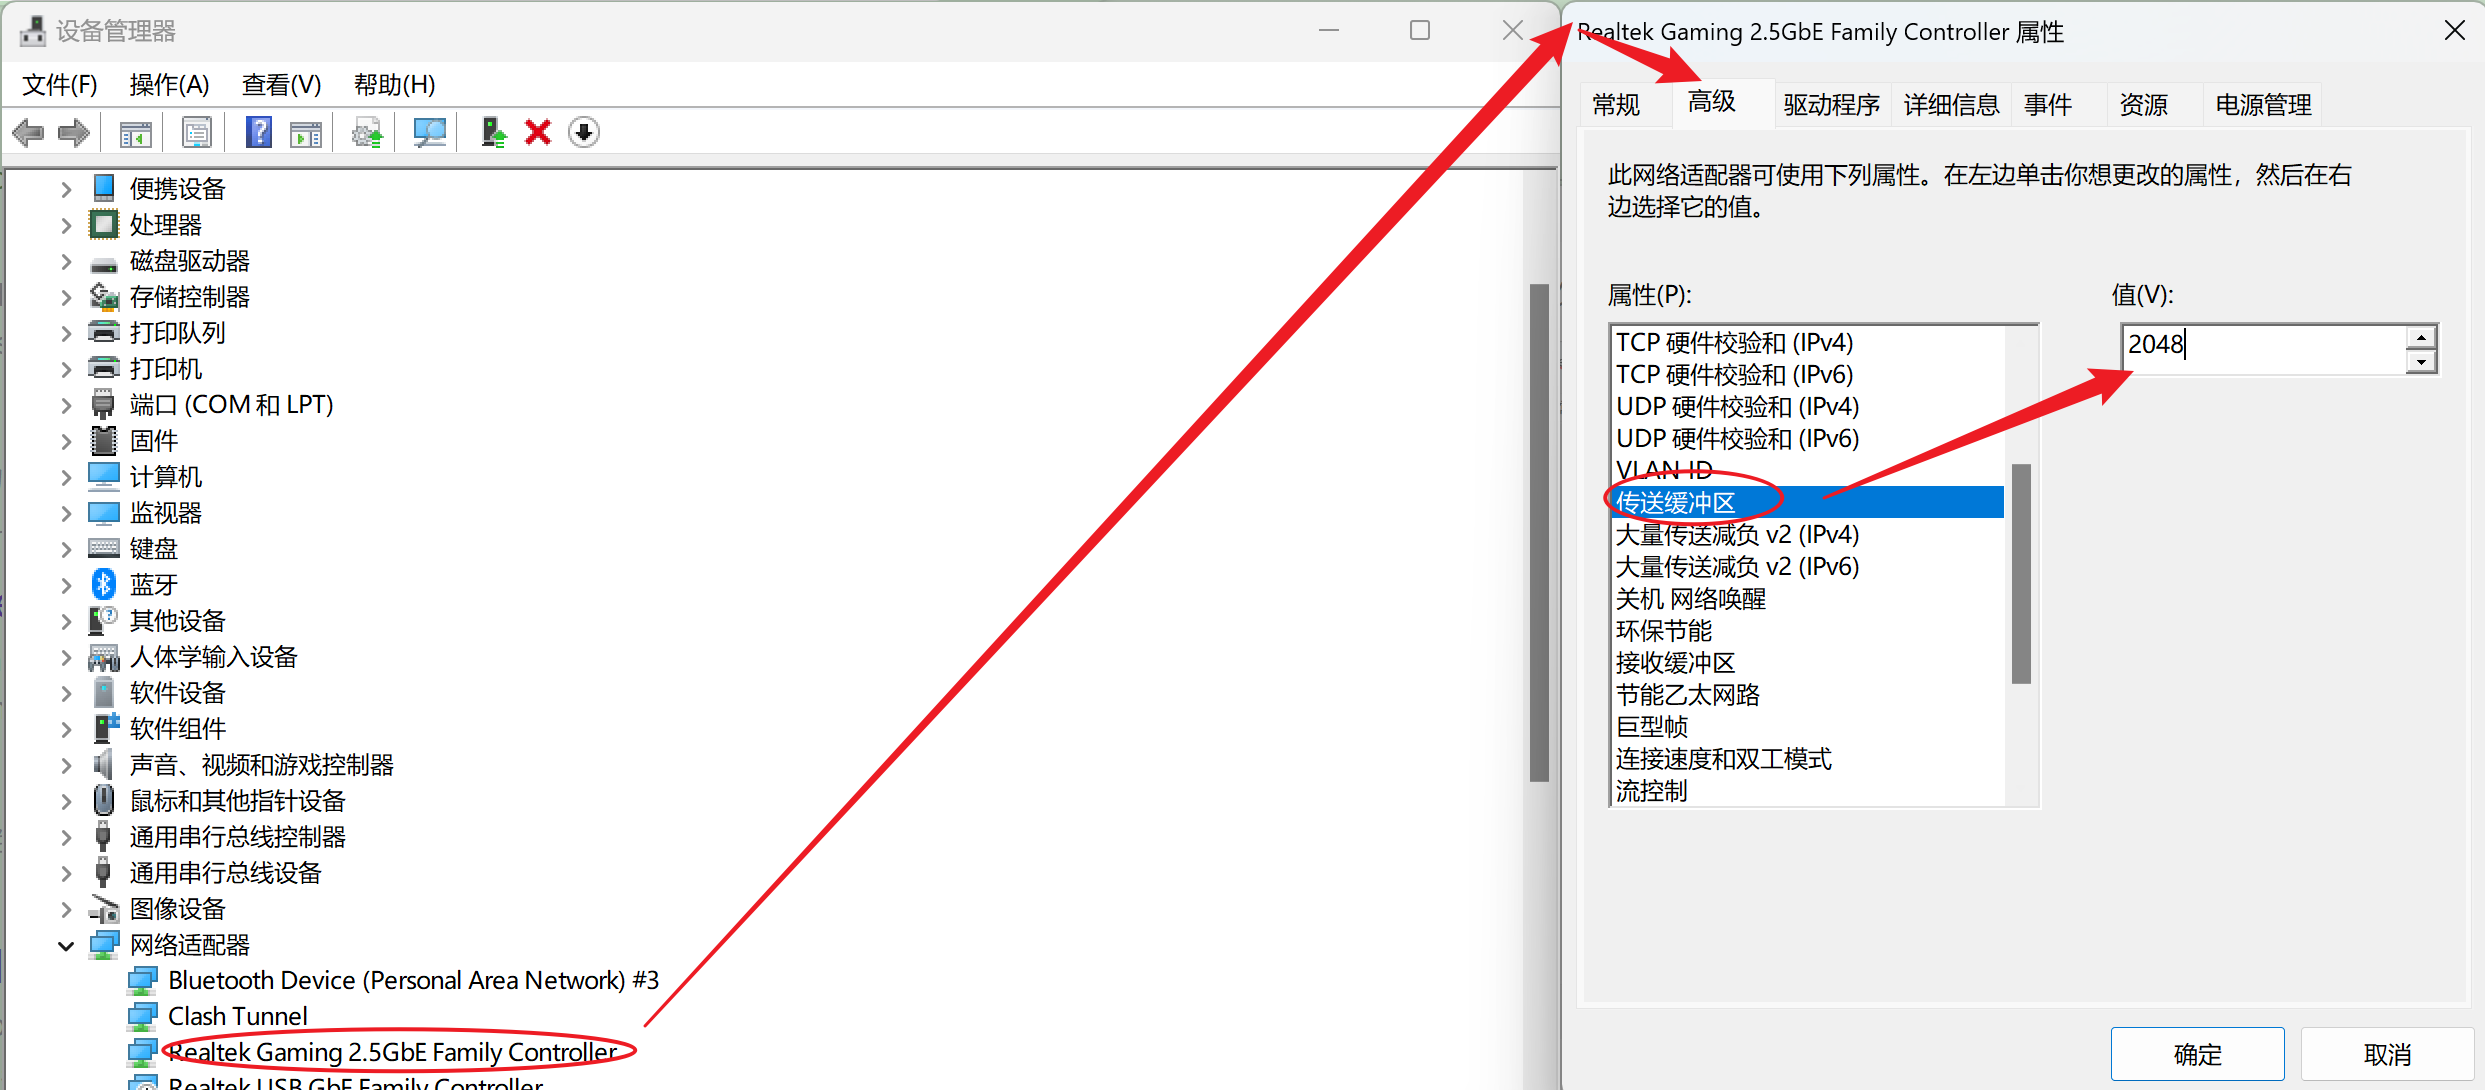 设备管理器
文件(F) 操作(A) 查看(V) 帮助(H)
便携设备
处理器
磁盘驱动器
存储控制器
打印队列
打印机
端口 (COM 和 LPT)
固件
计算机
监视器
键盘
蓝牙
其他设备
人体学输入设备
软件设备
软件组件
声音、视频和游戏控制器
鼠标和其他指针设备
通用串行总线控制器
通用串行总线设备
图像设备
网络适配器
Bluetooth Device (Personal Area Network) #3
Clash Tunnel
Realtek Gaming 2.5GbE Family Controller
Realtek USB GbE Family Controller
Realtek Gaming 2.5GbE Family Controller 属性
常规 高级 驱动程序 详细信息 事件 资源 电源管理
此网络适配器可使用下列属性。在左边单击你想更改的属性，然后在右
边选择它的值。
属性(P):
TCP 硬件校验和 (IPv4)
TCP 硬件校验和 (IPv6)
UDP 硬件校验和 (IPv4)
UDP 硬件校验和 (IPv6)
VLAN ID
传送缓冲区
大量传送减负 v2 (IPv4)
大量传送减负 v2 (IPv6)
关机 网络唤醒
环保节能
接收缓冲区
节能乙太网路
巨型帧
连接速度和双工模式
流控制
值(V):
2048
确定 取消